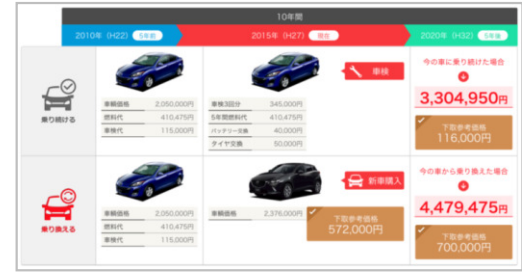 10年間
2010年（H22） 5年前
2015年（H27） 現在
2020年（H32） 5年後
乗り続ける
車輌価格 2,050,000円
燃料代 410,475円
車検代 115,000円
車検
車検3回分 345,000円
5年間燃料代 410,475円
バッテリー交換 40,000円
タイヤ交換 50,000円
今の車に乗り続けた場合
3,304,950円
下取参考価格
116,000円
乗り換える
車輌価格 2,050,000円
燃料代 410,475円
車検代 115,000円
新車購入
車輌価格 2,376,000円
下取参考価格
572,000円
今の車から乗り換えた場合
4,479,475円
下取参考価格
700,000円